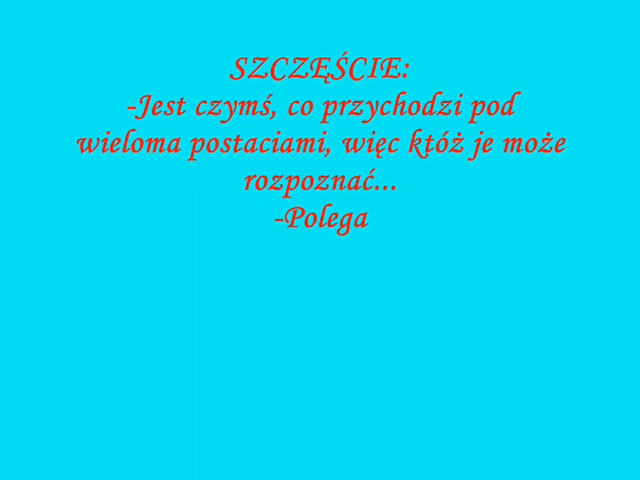 SZCZĘŚCIE:
-Jest czymś, co przychodzi pod
wieloma postaciami, więc któż je może
rozpoznać...
-Polega